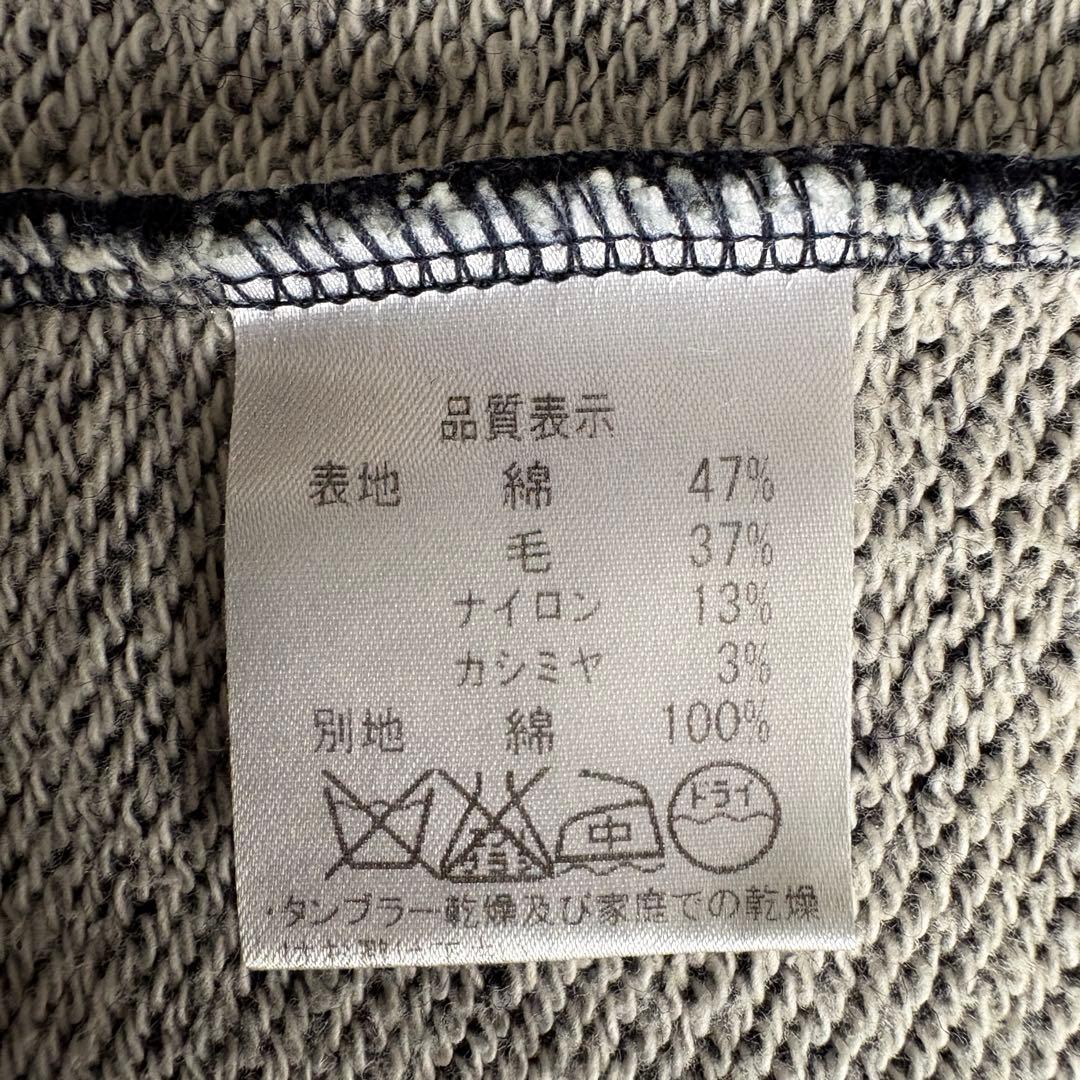 品質表示
表地 綿 47%
毛 37%
ナイロン 13%
カシミヤ 3%
別地 綿 100%
中 ドライ
・タンブラー乾燥及び家庭での乾燥